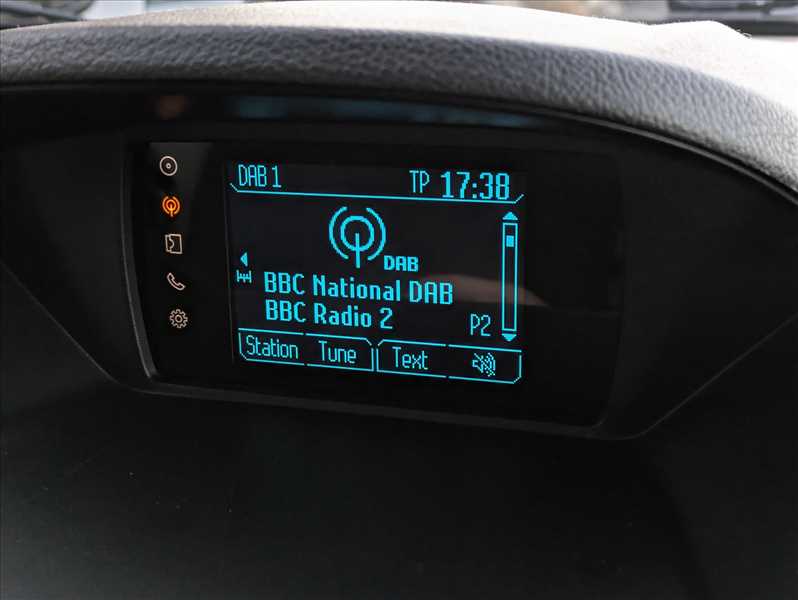 DAB 1 TP 17:38
DAB
BBC National DAB
BBC Radio 2 P2
Station Tune Text